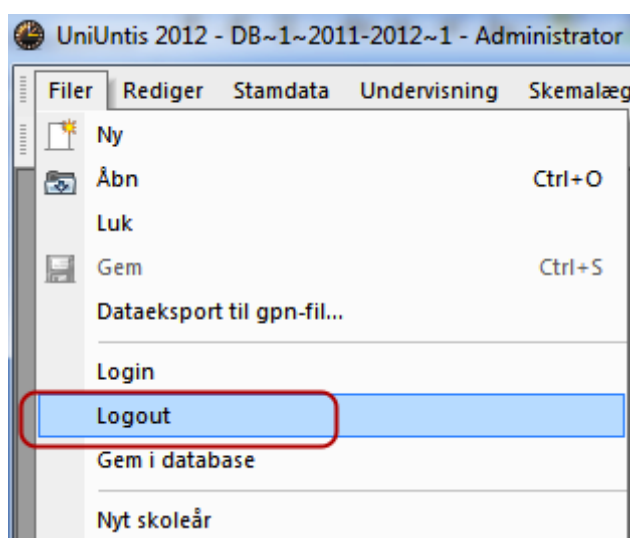 UniUntis 2012 - DB~1~2011-2012~1 - Administrator
Filer Rediger Stamdata Undervisning Skemalæg
Ny
Åbn Ctrl+O
Luk
Gem Ctrl+S
Dataeksport til gpn-fil...
Login
Logout
Gem i database
Nyt skoleår